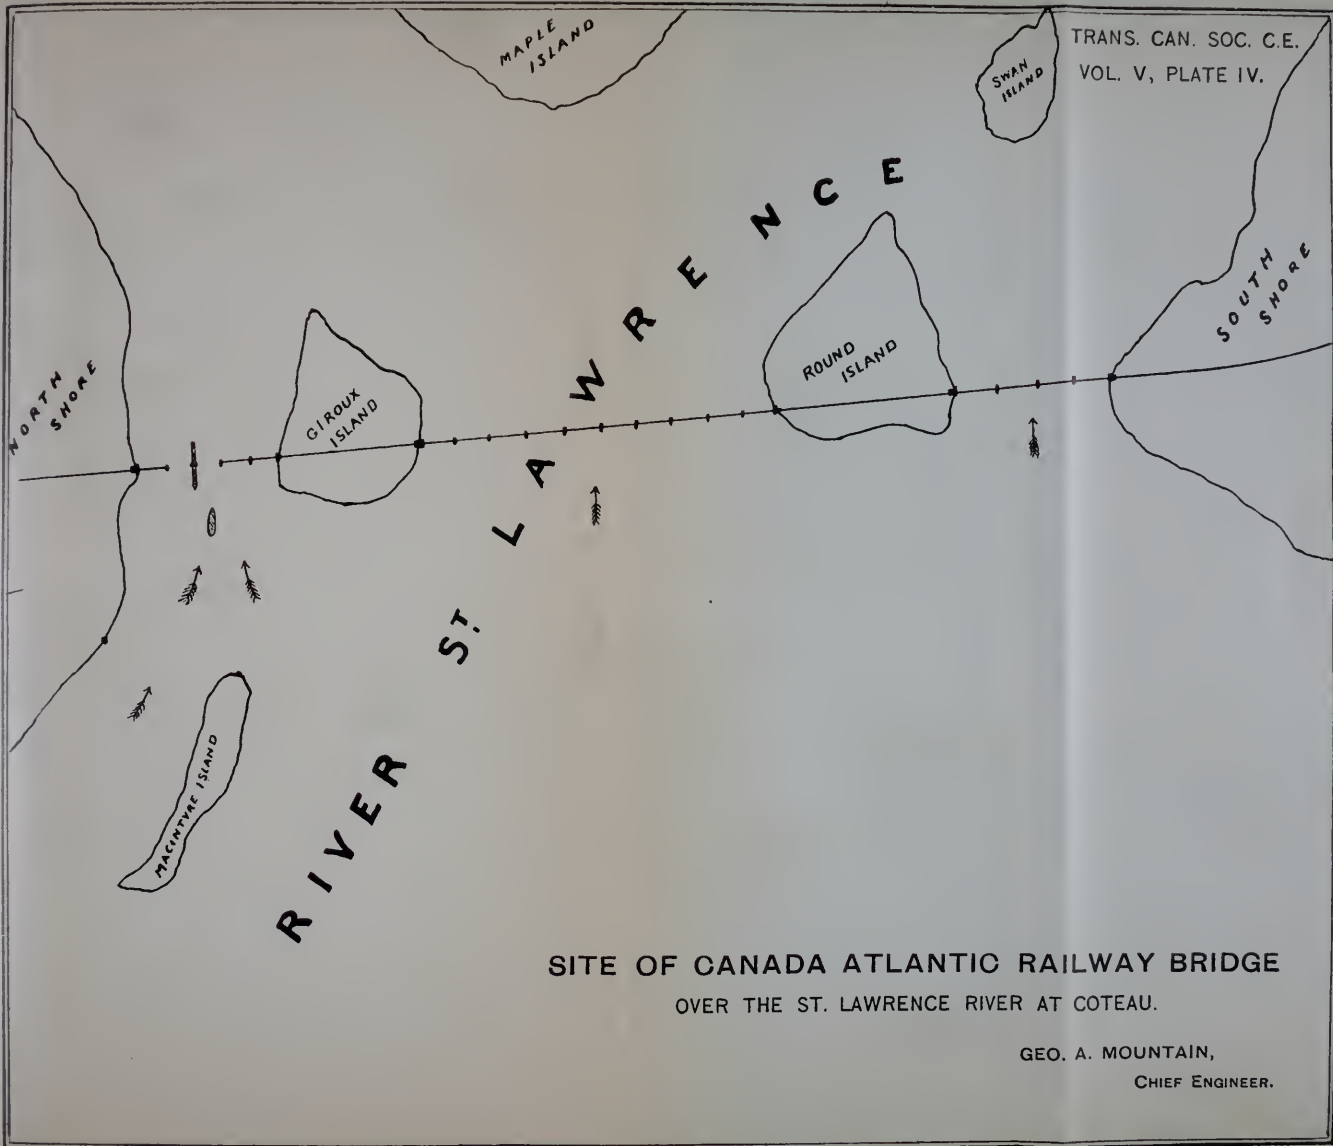 TRANS. CAN. SOC. C.E.
VOL. V, PLATE IV.
MAPLE
ISLAND
SWAN
ISLAND
NORTH
SHORE
GIROUX
ISLAND
ROUND
ISLAND
SOUTH
SHORE
MACINTYRE ISLAND
RIVER ST. LAWRENCE
SITE OF CANADA ATLANTIC RAILWAY BRIDGE
OVER THE ST. LAWRENCE RIVER AT COTEAU.
GEO. A. MOUNTAIN,
CHIEF ENGINEER.